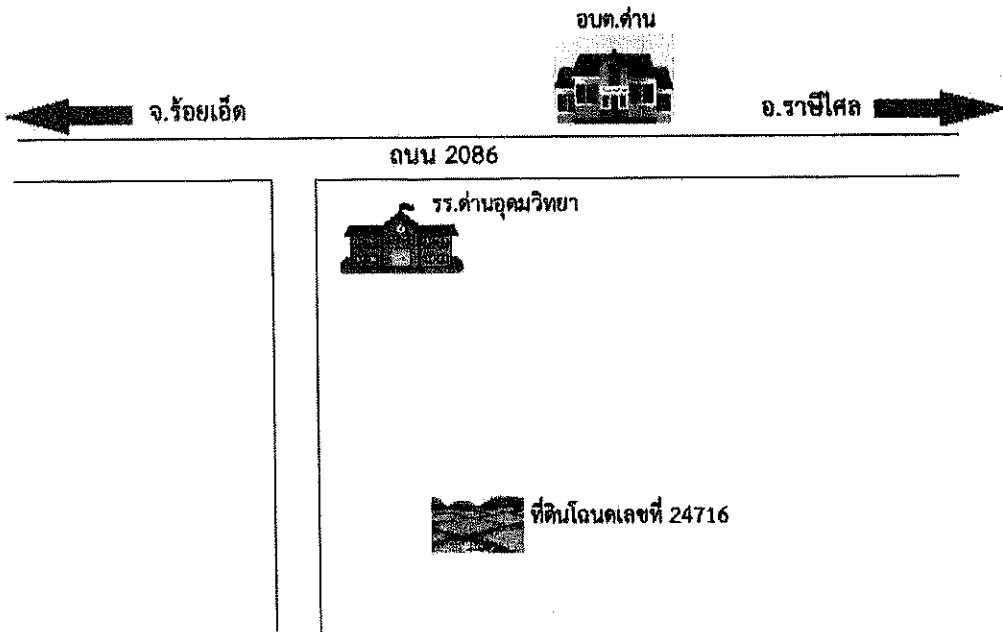 อบต.ด่าน
จ.ร้อยเอ็ด
อ.ราษีไศล
ถนน 2086
รร.ด่านอุดมวิทยา
ที่ดินโฉนดเลขที่ 24716